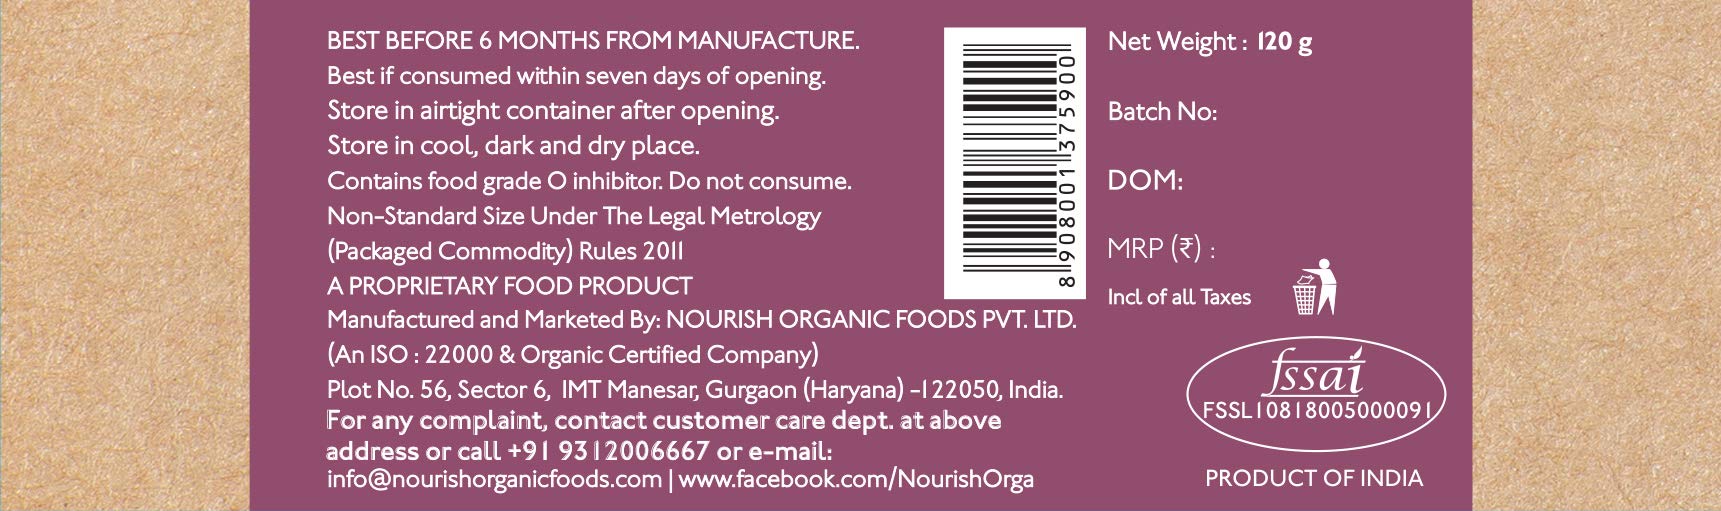 BEST BEFORE 6 MONTHS FROM MANUFACTURE.
Best if consumed within seven days of opening.
Store in airtight container after opening.
Store in cool, dark and dry place.
Contains food grade O inhibitor. Do not consume.
Non-Standard Size Under The Legal Metrology
(Packaged Commodity) Rules 2011
A PROPRIETARY FOOD PRODUCT
Manufactured and Marketed By: NOURISH ORGANIC FOODS PVT. LTD.
(An ISO : 22000 & Organic Certified Company)
Plot No. 56, Sector 6, IMT Manesar, Gurgaon (Haryana) -122050, India.
For any complaint, contact customer care dept. at above
address or call +91 9312006667 or e-mail:
info@nourishorganicfoods.com | www.facebook.com/NourishOrga
8 908001 375900
Net Weight : 120 g
Batch No:
DOM:
MRP (₹) :
Incl of all Taxes
fssai
FSSL10818005000091
PRODUCT OF INDIA